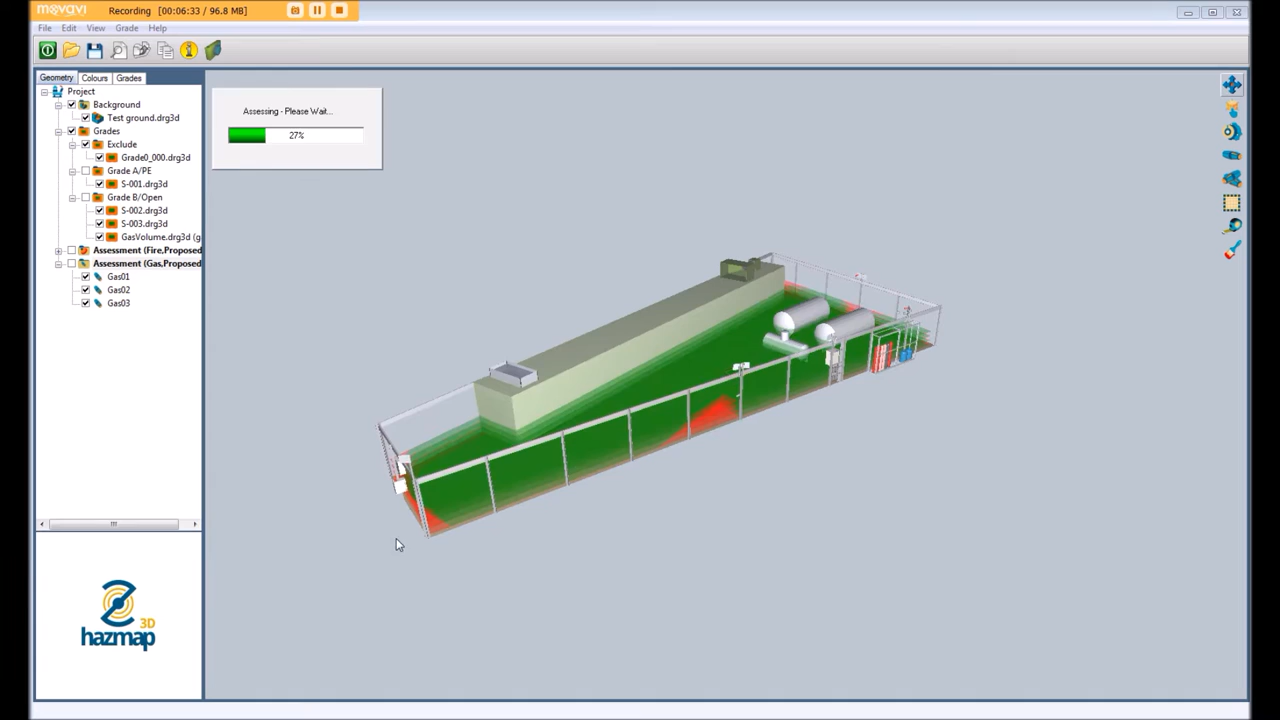 movavi
Recording [00:06:33 / 96.8 MB]
File Edit View Grade Help
Geometry Colours Grades
Project
Background
Test ground.drg3d
Grades
Exclude
Grade0_000.drg3d
Grade A/PE
S-001.drg3d
Grade B/Open
S-002.drg3d
S-003.drg3d
GasVolume.drg3d (g
Assessment (Fire,Proposed
Assessment (Gas,Proposed
Gas01
Gas02
Gas03
Assessing - Please Wait...
27%
3D
hazmap